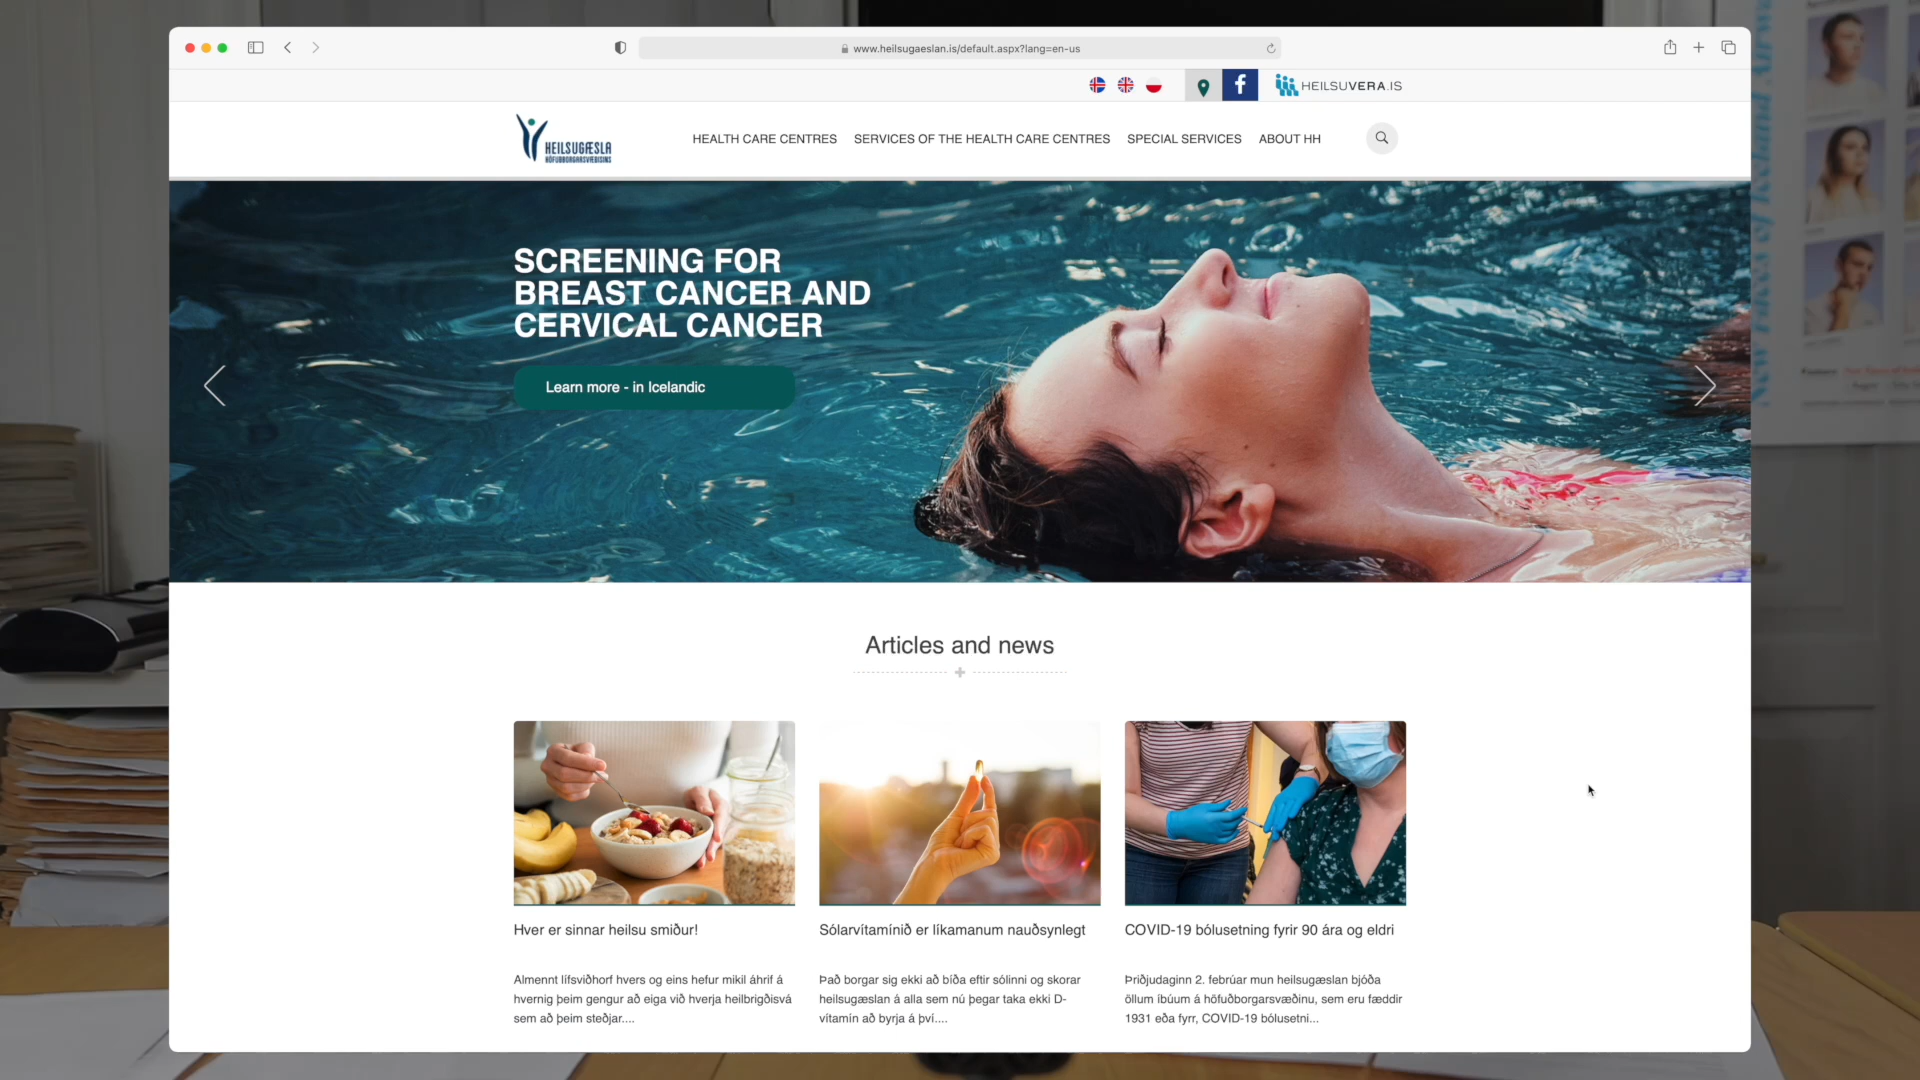 www.heilsugaeslan.is/default.aspx?lang=en-us
HEILSUVERA.IS
HEILSUGÆSLA
HÖFUÐBORGARSVÆÐISINS
HEALTH CARE CENTRES
SERVICES OF THE HEALTH CARE CENTRES
SPECIAL SERVICES
ABOUT HH
SCREENING FOR
BREAST CANCER AND
CERVICAL CANCER
Learn more - in Icelandic
Articles and news
Hver er sinnar heilsu smiður!
Almennt lífsviðhorf hvers og eins hefur mikil áhrif á
hvernig þeim gengur að eiga við hverja heilbrigðisvá
sem að þeim steðjar....
Sólarvítamínið er líkamanum nauðsynlegt
Það borgar sig ekki að bíða eftir sólinni og skorar
heilsugæslan á alla sem nú þegar taka ekki D-
vítamín að byrja á því....
COVID-19 bólusetning fyrir 90 ára og eldri
Þriðjudaginn 2. febrúar mun heilsugæslan bjóða
öllum íbúum á höfuðborgarsvæðinu, sem eru fæddir
1931 eða fyrr, COVID-19 bólusetni...
New Faces of Iceland Airwaves